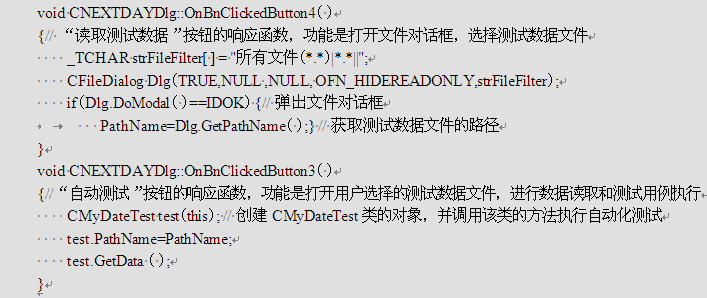 void CNEXTDAYDlg::OnBnClickedButton4( )
{// “读取测试数据 ”按钮的响应函数，功能是打开文件对话框，选择测试数据文件
_TCHAR strFileFilter[ ] = "所有文件(*.*)|*.*||";
CFileDialog Dlg(TRUE,NULL ,NULL, OFN_HIDEREADONLY,strFileFilter);
if(Dlg.DoModal( )==IDOK) {// 弹出文件对话框
PathName=Dlg.GetPathName( );}// 获取测试数据文件的路径
}
void CNEXTDAYDlg::OnBnClickedButton3( )
{// “ 自动测试 ”按钮的响应函数，功能是打开用户选择的测试数据文件，进行数据读取和测试用例执行
CMyDateTest test(this); // 创建 CMyDateTest 类的对象，并调用该类的方法执行自动化测试
test.PathName=PathName;
test.GetData ( );
}